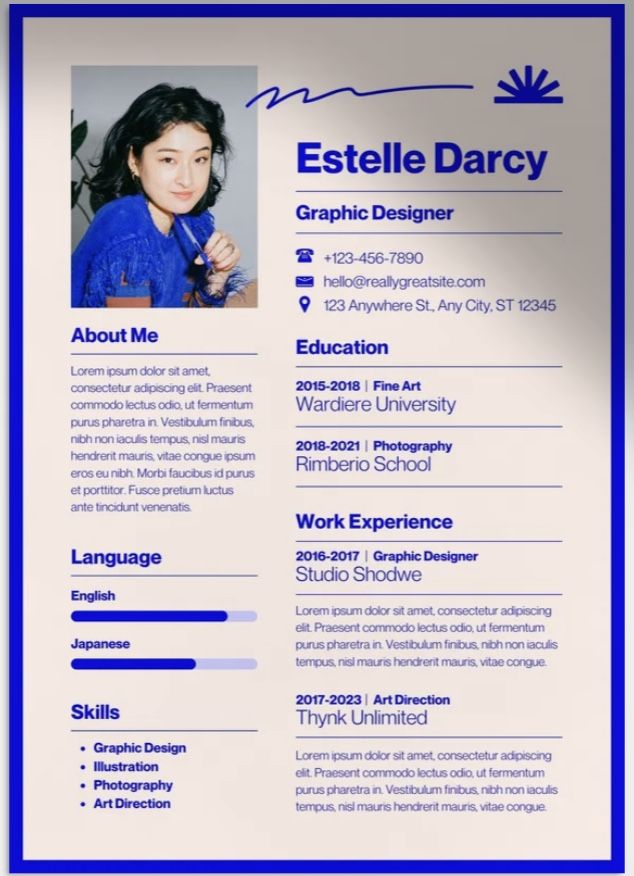 Estelle Darcy
Graphic Designer
+123-456-7890
hello@reallygreatsite.com
123 Anywhere St., Any City, ST 12345
About Me
Lorem ipsum dolor sit amet,
consectetur adipiscing elit. Praesent
commodo lectus odio, ut fermentum
purus pharetra in. Vestibulum finibus,
nibh non iaculis tempus, nisl mauris
hendrerit mauris, vitae congue ipsum
eros eu nibh. Morbi faucibus id purus
et porttitor. Fusce pretium luctus
ante tincidunt venenatis.
Language
English
Japanese
Skills
• Graphic Design
• Illustration
• Photography
• Art Direction
Education
2015-2018 | Fine Art
Wardiere University
2018-2021 | Photography
Rimberio School
Work Experience
2016-2017 | Graphic Designer
Studio Shodwe
Lorem ipsum dolor sit amet, consectetur adipiscing
elit. Praesent commodo lectus odio, ut fermentum
purus pharetra in. Vestibulum finibus, nibh non iaculis
tempus, nisl mauris hendrerit mauris, vitae congue.
2017-2023 | Art Direction
Thynk Unlimited
Lorem ipsum dolor sit amet, consectetur adipiscing
elit. Praesent commodo lectus odio, ut fermentum
purus pharetra in. Vestibulum finibus, nibh non iaculis
tempus, nisl mauris hendrerit mauris, vitae congue.